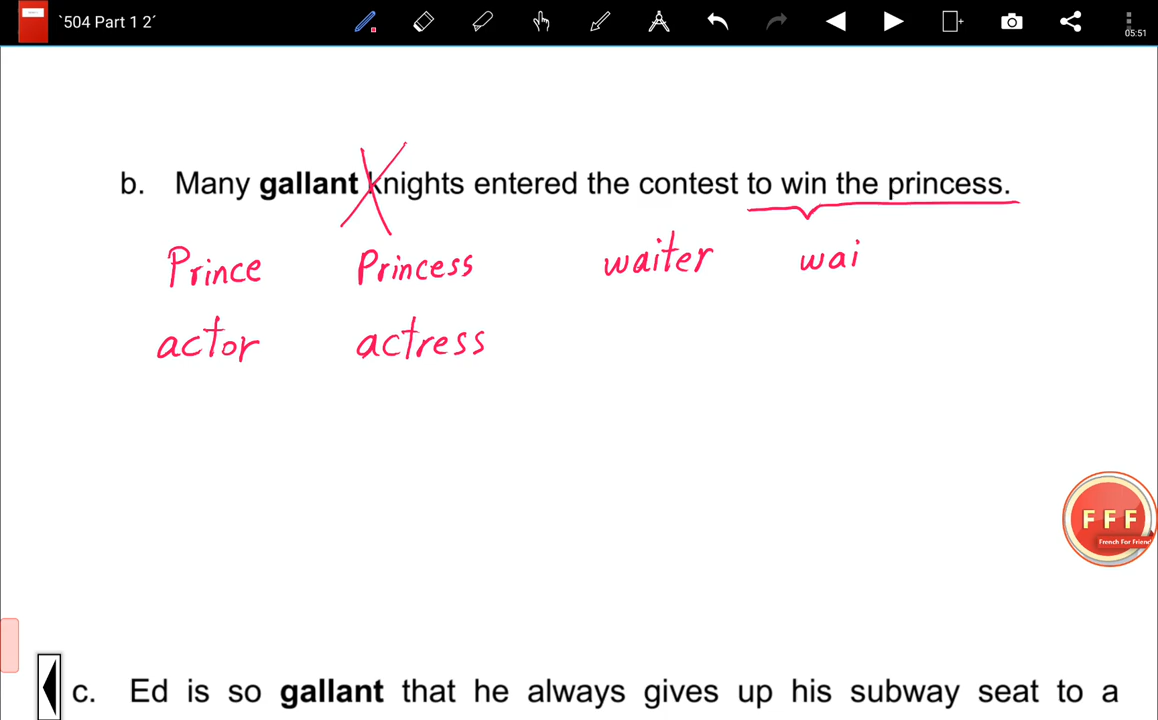 `504 Part 1 2´
05:51
b. Many gallant knights entered the contest to win the princess.
Prince Princess waiter wai
actor actress
FFF
French For Friend
c. Ed is so gallant that he always gives up his subway seat to a